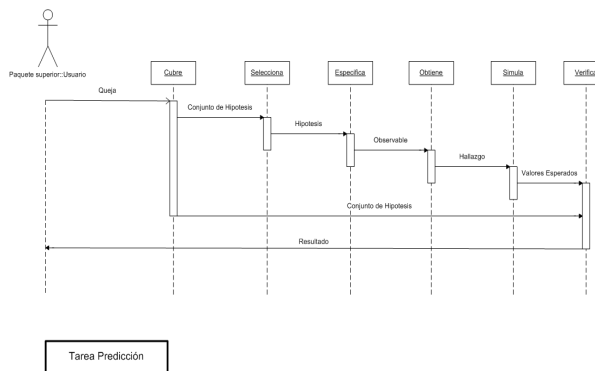 Paquete superior::Usuario
Cubre
Selecciona
Especifica
Obtiene
Simula
Verifica
Queja
Conjunto de Hipotesis
Hipotesis
Observable
Hallazgo
Valores Esperados
Conjunto de Hipotesis
Resultado
Tarea Predicción